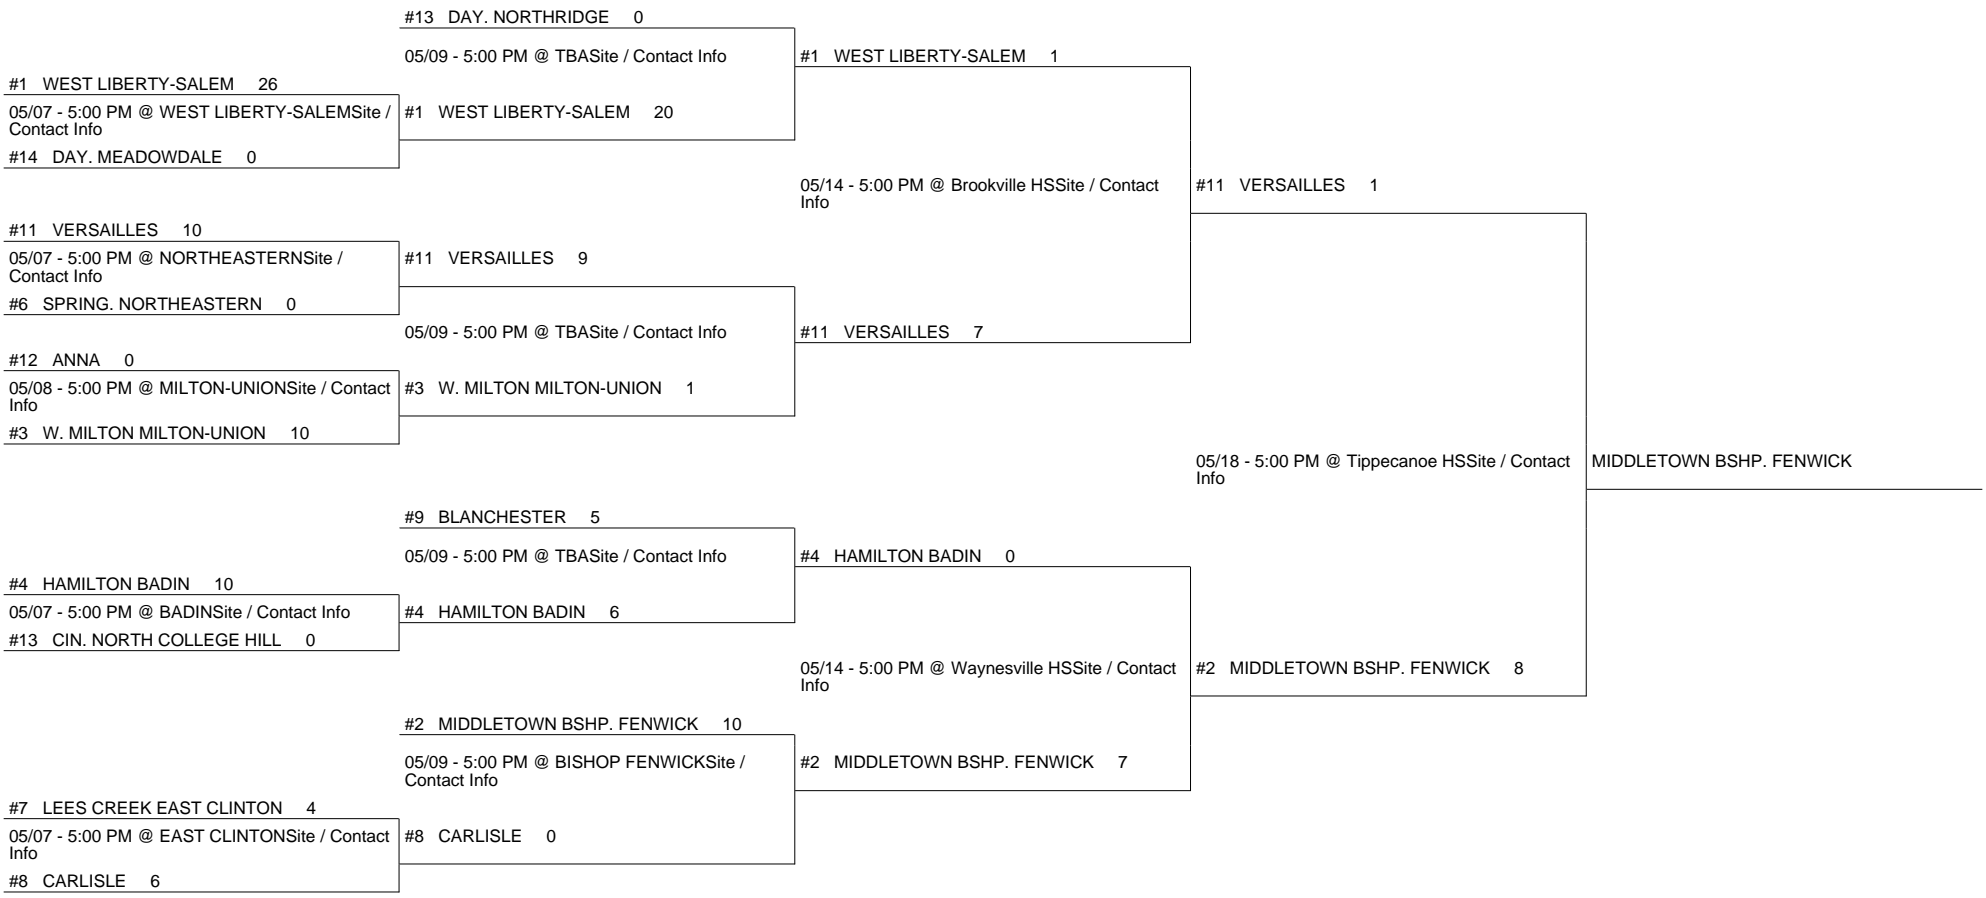 #13 DAY. NORTHRIDGE 0
05/09 - 5:00 PM @ TBASite / Contact Info
#1 WEST LIBERTY-SALEM 1
#1 WEST LIBERTY-SALEM 26
05/07 - 5:00 PM @ WEST LIBERTY-SALEMSite /
Contact Info
#1 WEST LIBERTY-SALEM 20
#14 DAY. MEADOWDALE 0
05/14 - 5:00 PM @ Brookville HSSite / Contact
Info
#11 VERSAILLES 1
#11 VERSAILLES 10
05/07 - 5:00 PM @ NORTHEASTERNSite /
Contact Info
#11 VERSAILLES 9
#6 SPRING. NORTHEASTERN 0
05/09 - 5:00 PM @ TBASite / Contact Info
#11 VERSAILLES 7
#12 ANNA 0
05/08 - 5:00 PM @ MILTON-UNIONSite / Contact
Info
#3 W. MILTON MILTON-UNION 1
#3 W. MILTON MILTON-UNION 10
05/18 - 5:00 PM @ Tippecanoe HSSite / Contact
Info
MIDDLETOWN BSHP. FENWICK
#9 BLANCHESTER 5
05/09 - 5:00 PM @ TBASite / Contact Info
#4 HAMILTON BADIN 0
#4 HAMILTON BADIN 10
05/07 - 5:00 PM @ BADINSite / Contact Info
#4 HAMILTON BADIN 6
#13 CIN. NORTH COLLEGE HILL 0
05/14 - 5:00 PM @ Waynesville HSSite / Contact
Info
#2 MIDDLETOWN BSHP. FENWICK 8
#2 MIDDLETOWN BSHP. FENWICK 10
05/09 - 5:00 PM @ BISHOP FENWICKSite /
Contact Info
#2 MIDDLETOWN BSHP. FENWICK 7
#7 LEES CREEK EAST CLINTON 4
05/07 - 5:00 PM @ EAST CLINTONSite / Contact
Info
#8 CARLISLE 0
#8 CARLISLE 6